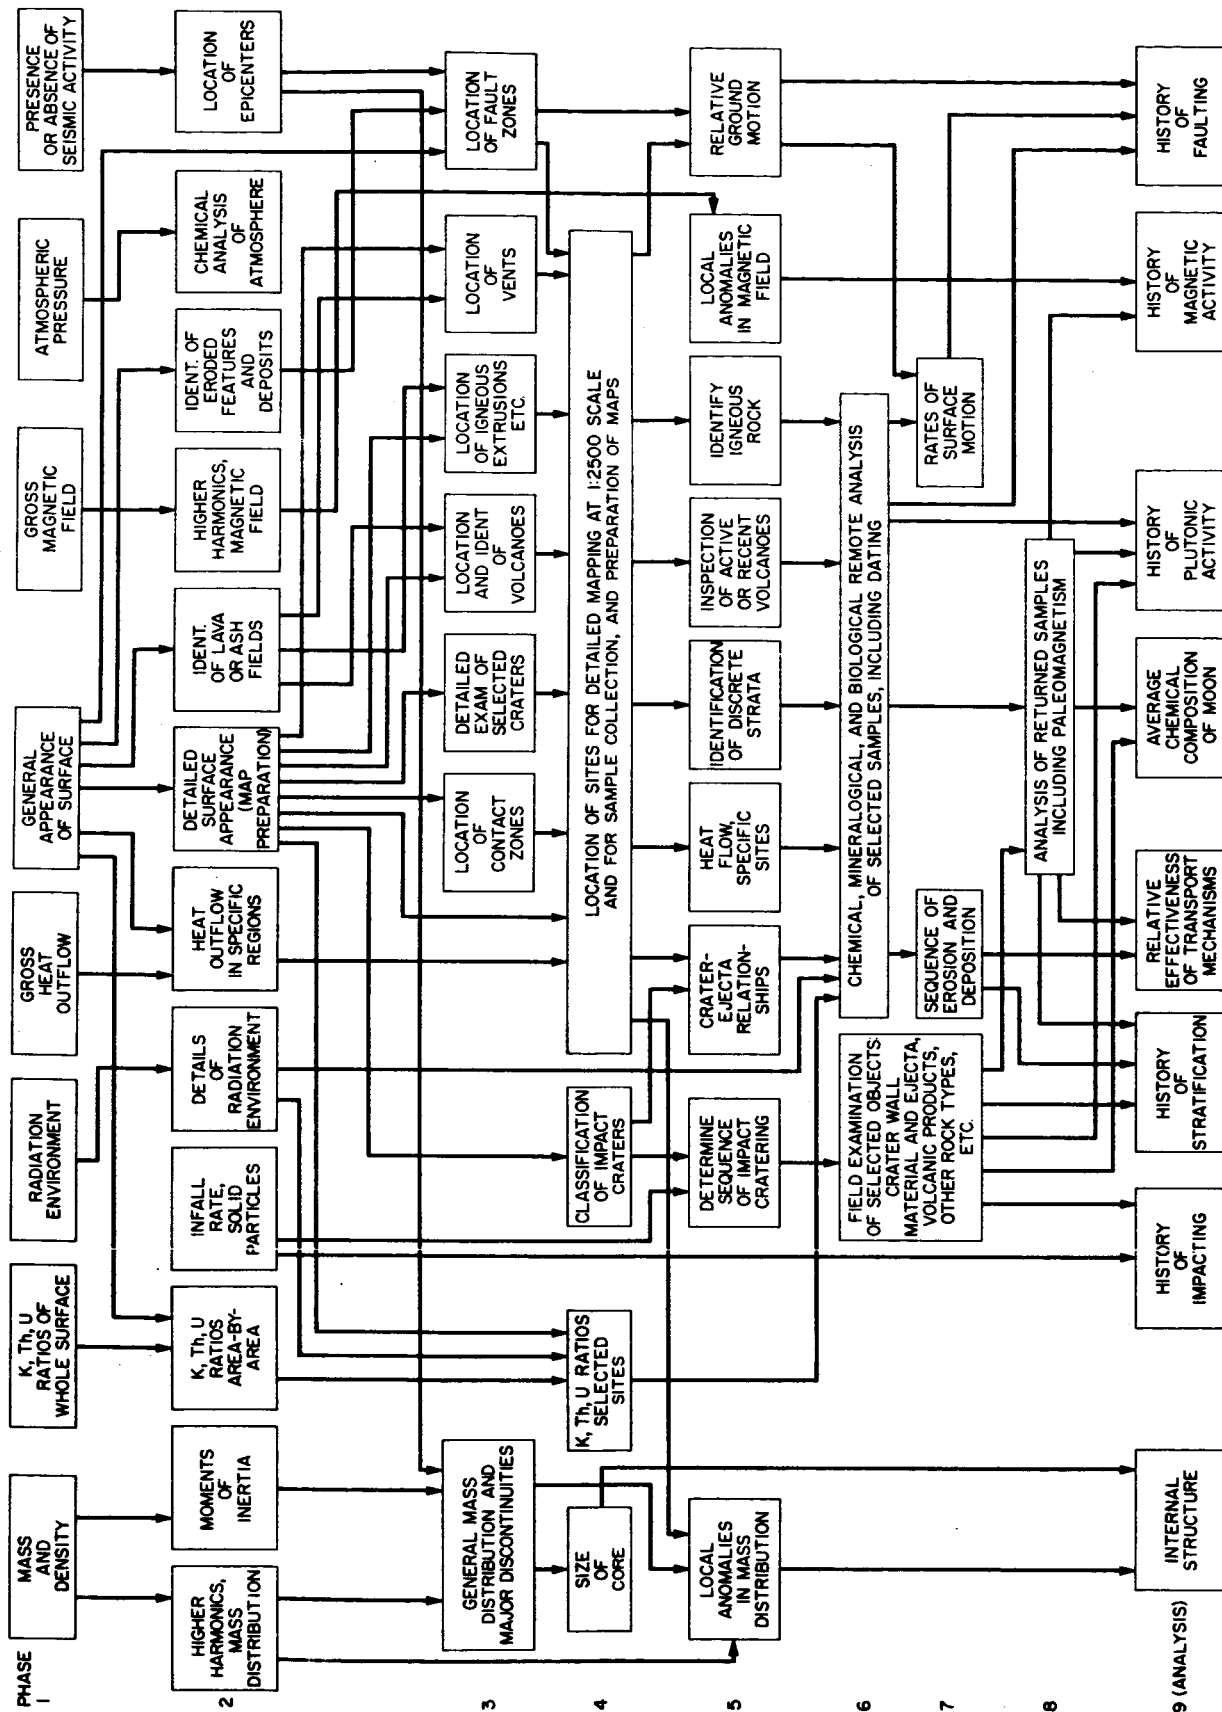 PHASE
1
MASS
AND
DENSITY
K, Th, U
RATIOS OF
WHOLE SURFACE
RADIATION
ENVIRONMENT
GROSS
HEAT
OUTFLOW
GENERAL
APPEARANCE
OF SURFACE
GROSS
MAGNETIC
FIELD
ATMOSPHERIC
PRESSURE
PRESENCE
OR ABSENCE OF
SEISMIC ACTIVITY
2
HIGHER
HARMONICS,
MASS
DISTRIBUTION
MOMENTS
OF
INERTIA
K, Th, U
RATIOS
AREA-BY-
AREA
INFALL
RATE,
SOLID
PARTICLES
DETAILS
OF
RADIATION
ENVIRONMENT
HEAT
OUTFLOW
IN SPECIFIC
REGIONS
DETAILED
SURFACE
APPEARANCE
(MAP
PREPARATION)
IDENT.
OF LAVA
OR ASH
FIELDS
HIGHER
HARMONICS,
MAGNETIC
FIELD
IDENT. OF
ERODED
FEATURES
AND
DEPOSITS
CHEMICAL
ANALYSIS
OF
ATMOSPHERE
LOCATION
OF
EPICENTERS
3
GENERAL MASS
DISTRIBUTION AND
MAJOR DISCONTINUITIES
LOCATION
OF
CONTACT
ZONES
DETAILED
EXAM OF
SELECTED
CRATERS
LOCATION
AND IDENT
OF
VOLCANOES
LOCATION
OF IGNEOUS
EXTRUSIONS
ETC.
LOCATION
OF
VENTS
LOCATION
OF FAULT
ZONES
4
SIZE
OF
CORE
K, Th, U RATIOS
SELECTED
SITES
CLASSIFICATION
OF IMPACT
CRATERS
LOCATION OF SITES FOR DETAILED MAPPING AT 1:2500 SCALE
AND FOR SAMPLE COLLECTION, AND PREPARATION OF MAPS
5
LOCAL
ANOMALIES
IN MASS
DISTRIBUTION
DETERMINE
SEQUENCE
OF IMPACT
CRATERING
CRATER-
EJECTA
RELATION-
SHIPS
HEAT
FLOW,
SPECIFIC
SITES
IDENTIFICATION
OF DISCRETE
STRATA
INSPECTION
OF ACTIVE
OR RECENT
VOLCANOES
IDENTIFY
IGNEOUS
ROCK
LOCAL
ANOMALIES
IN MAGNETIC
FIELD
RELATIVE
GROUND
MOTION
6
FIELD EXAMINATION
OF SELECTED OBJECTS:
CRATER WALL
MATERIAL AND EJECTA,
VOLCANIC PRODUCTS,
OTHER ROCK TYPES,
ETC.
CHEMICAL, MINERALOGICAL, AND BIOLOGICAL REMOTE ANALYSIS
OF SELECTED SAMPLES, INCLUDING DATING
7
SEQUENCE OF
EROSION AND
DEPOSITION
RATES OF
SURFACE
MOTION
8
ANALYSIS OF RETURNED SAMPLES
INCLUDING PALEOMAGNETISM
9 (ANALYSIS)
INTERNAL
STRUCTURE
HISTORY
OF
IMPACTING
HISTORY
OF
STRATIFICATION
RELATIVE
EFFECTIVENESS
OF TRANSPORT
MECHANISMS
AVERAGE
CHEMICAL
COMPOSITION
OF MOON
HISTORY
OF
PLUTONIC
ACTIVITY
HISTORY
OF
MAGNETIC
ACTIVITY
HISTORY
OF
FAULTING